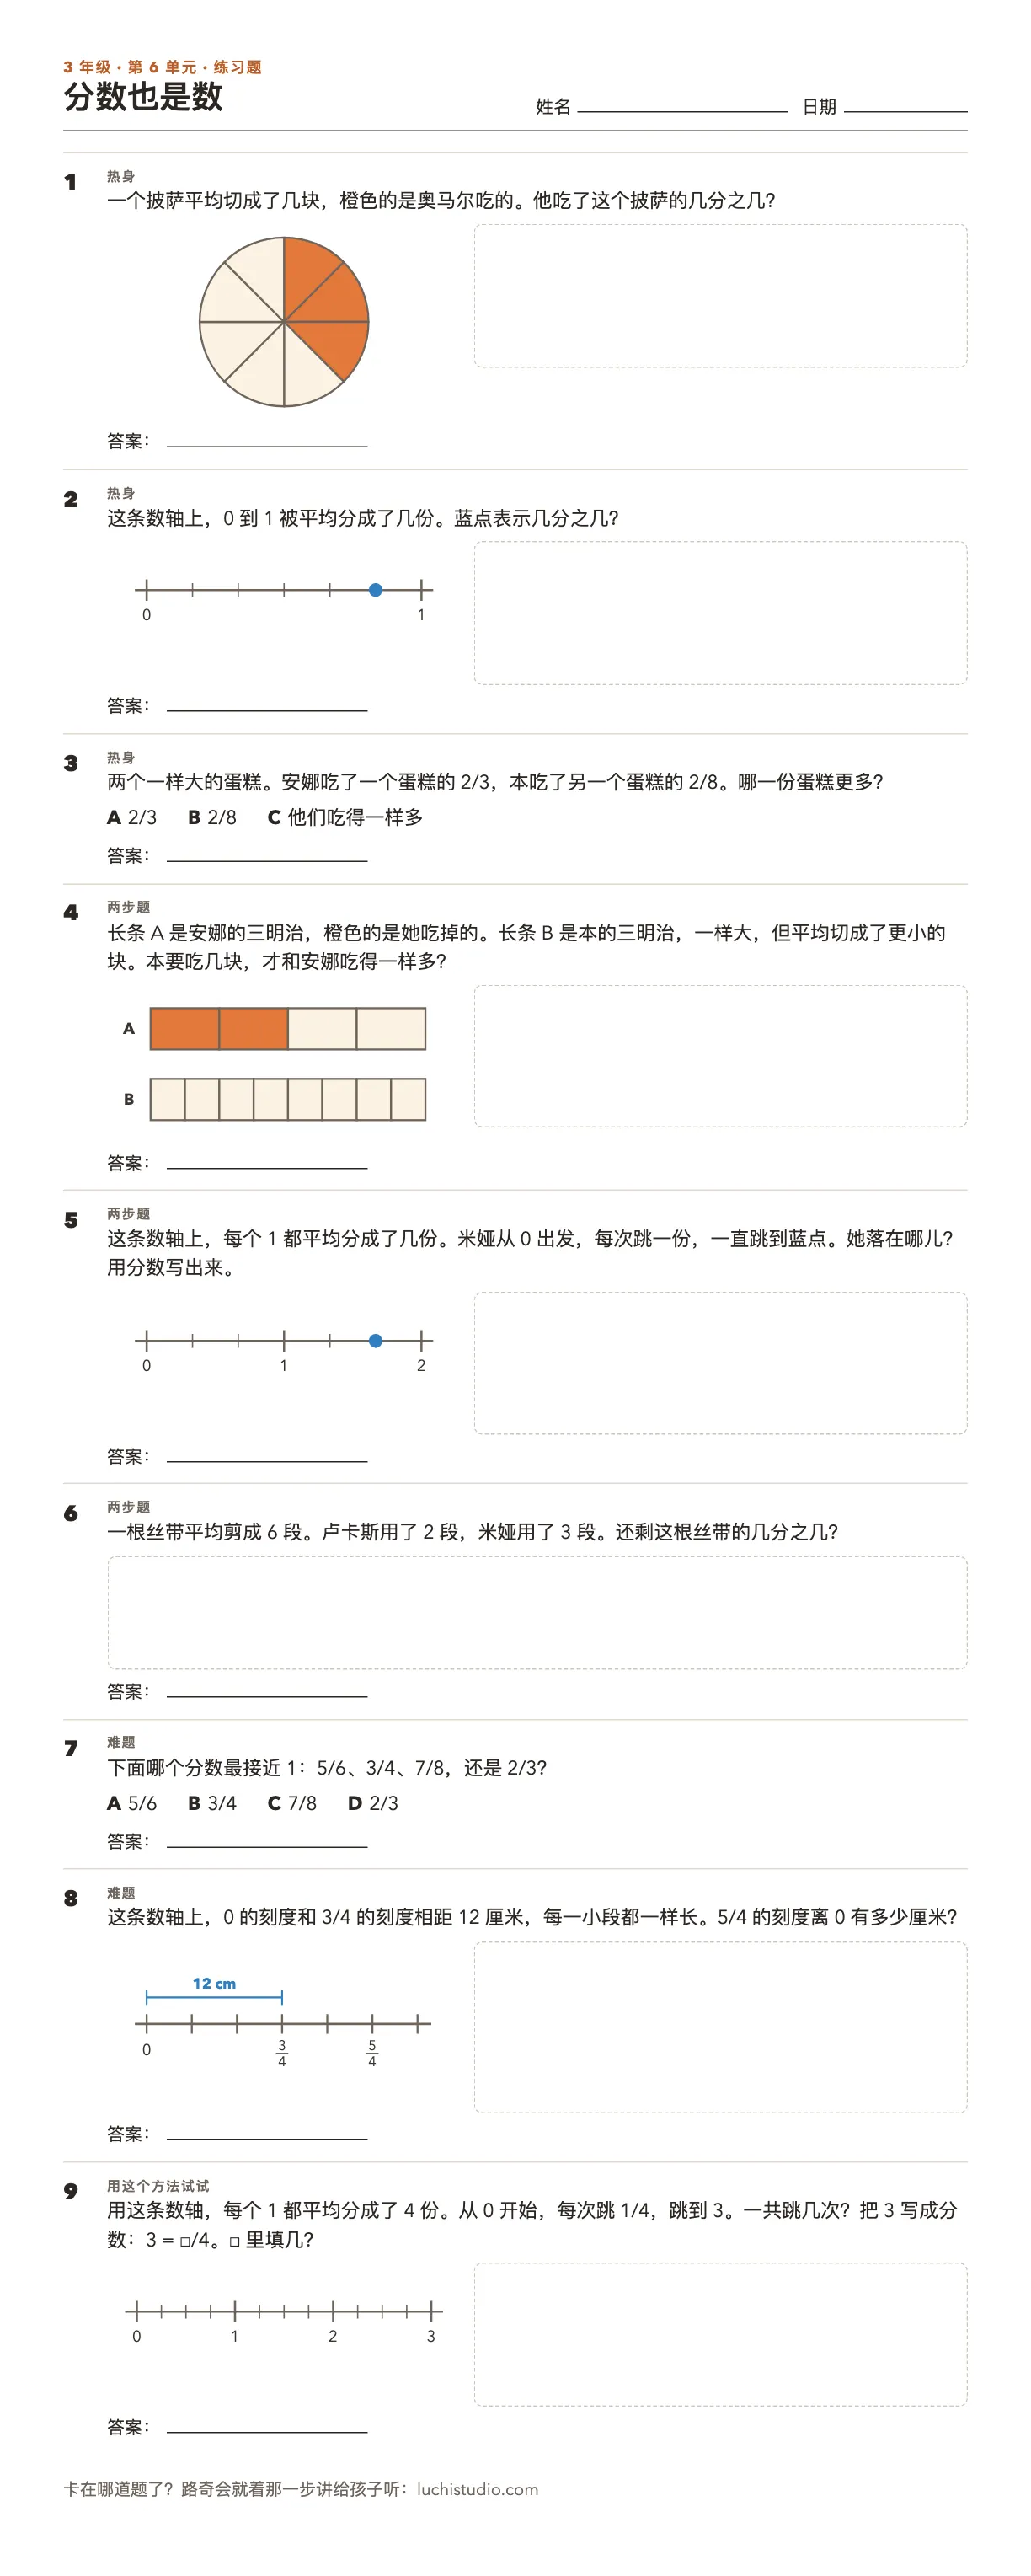 3 年级 · 第 6 单元 · 练习题
分数也是数
姓名 日期
1
热身
一个披萨平均切成了几块，橙色的是奥马尔吃的。他吃了这个披萨的几分之几？
答案：
2
热身
这条数轴上，0 到 1 被平均分成了几份。蓝点表示几分之几？
0 1
答案：
3
热身
两个一样大的蛋糕。安娜吃了一个蛋糕的 2/3，本吃了另一个蛋糕的 2/8。哪一份蛋糕更多？
A 2/3 B 2/8 C 他们吃得一样多
答案：
4
两步题
长条 A 是安娜的三明治，橙色的是她吃掉的。长条 B 是本的三明治，一样大，但平均切成了更小的
块。本要吃几块，才和安娜吃得一样多？
A
B
答案：
5
两步题
这条数轴上，每个 1 都平均分成了几份。米娅从 0 出发，每次跳一份，一直跳到蓝点。她落在哪儿？
用分数写出来。
0 1 2
答案：
6
两步题
一根丝带平均剪成 6 段。卢卡斯用了 2 段，米娅用了 3 段。还剩这根丝带的几分之几？
答案：
7
难题
下面哪个分数最接近 1：5/6、3/4、7/8，还是 2/3？
A 5/6 B 3/4 C 7/8 D 2/3
答案：
8
难题
这条数轴上，0 的刻度和 3/4 的刻度相距 12 厘米，每一小段都一样长。5/4 的刻度离 0 有多少厘米？
12 cm
0 3/4 5/4
答案：
9
用这个方法试试
用这条数轴，每个 1 都平均分成了 4 份。从 0 开始，每次跳 1/4，跳到 3。一共跳几次？把 3 写成分
数：3 = □/4。□ 里填几？
0 1 2 3
答案：
卡在哪道题了？路奇会就着那一步讲给孩子听：luchistudio.com